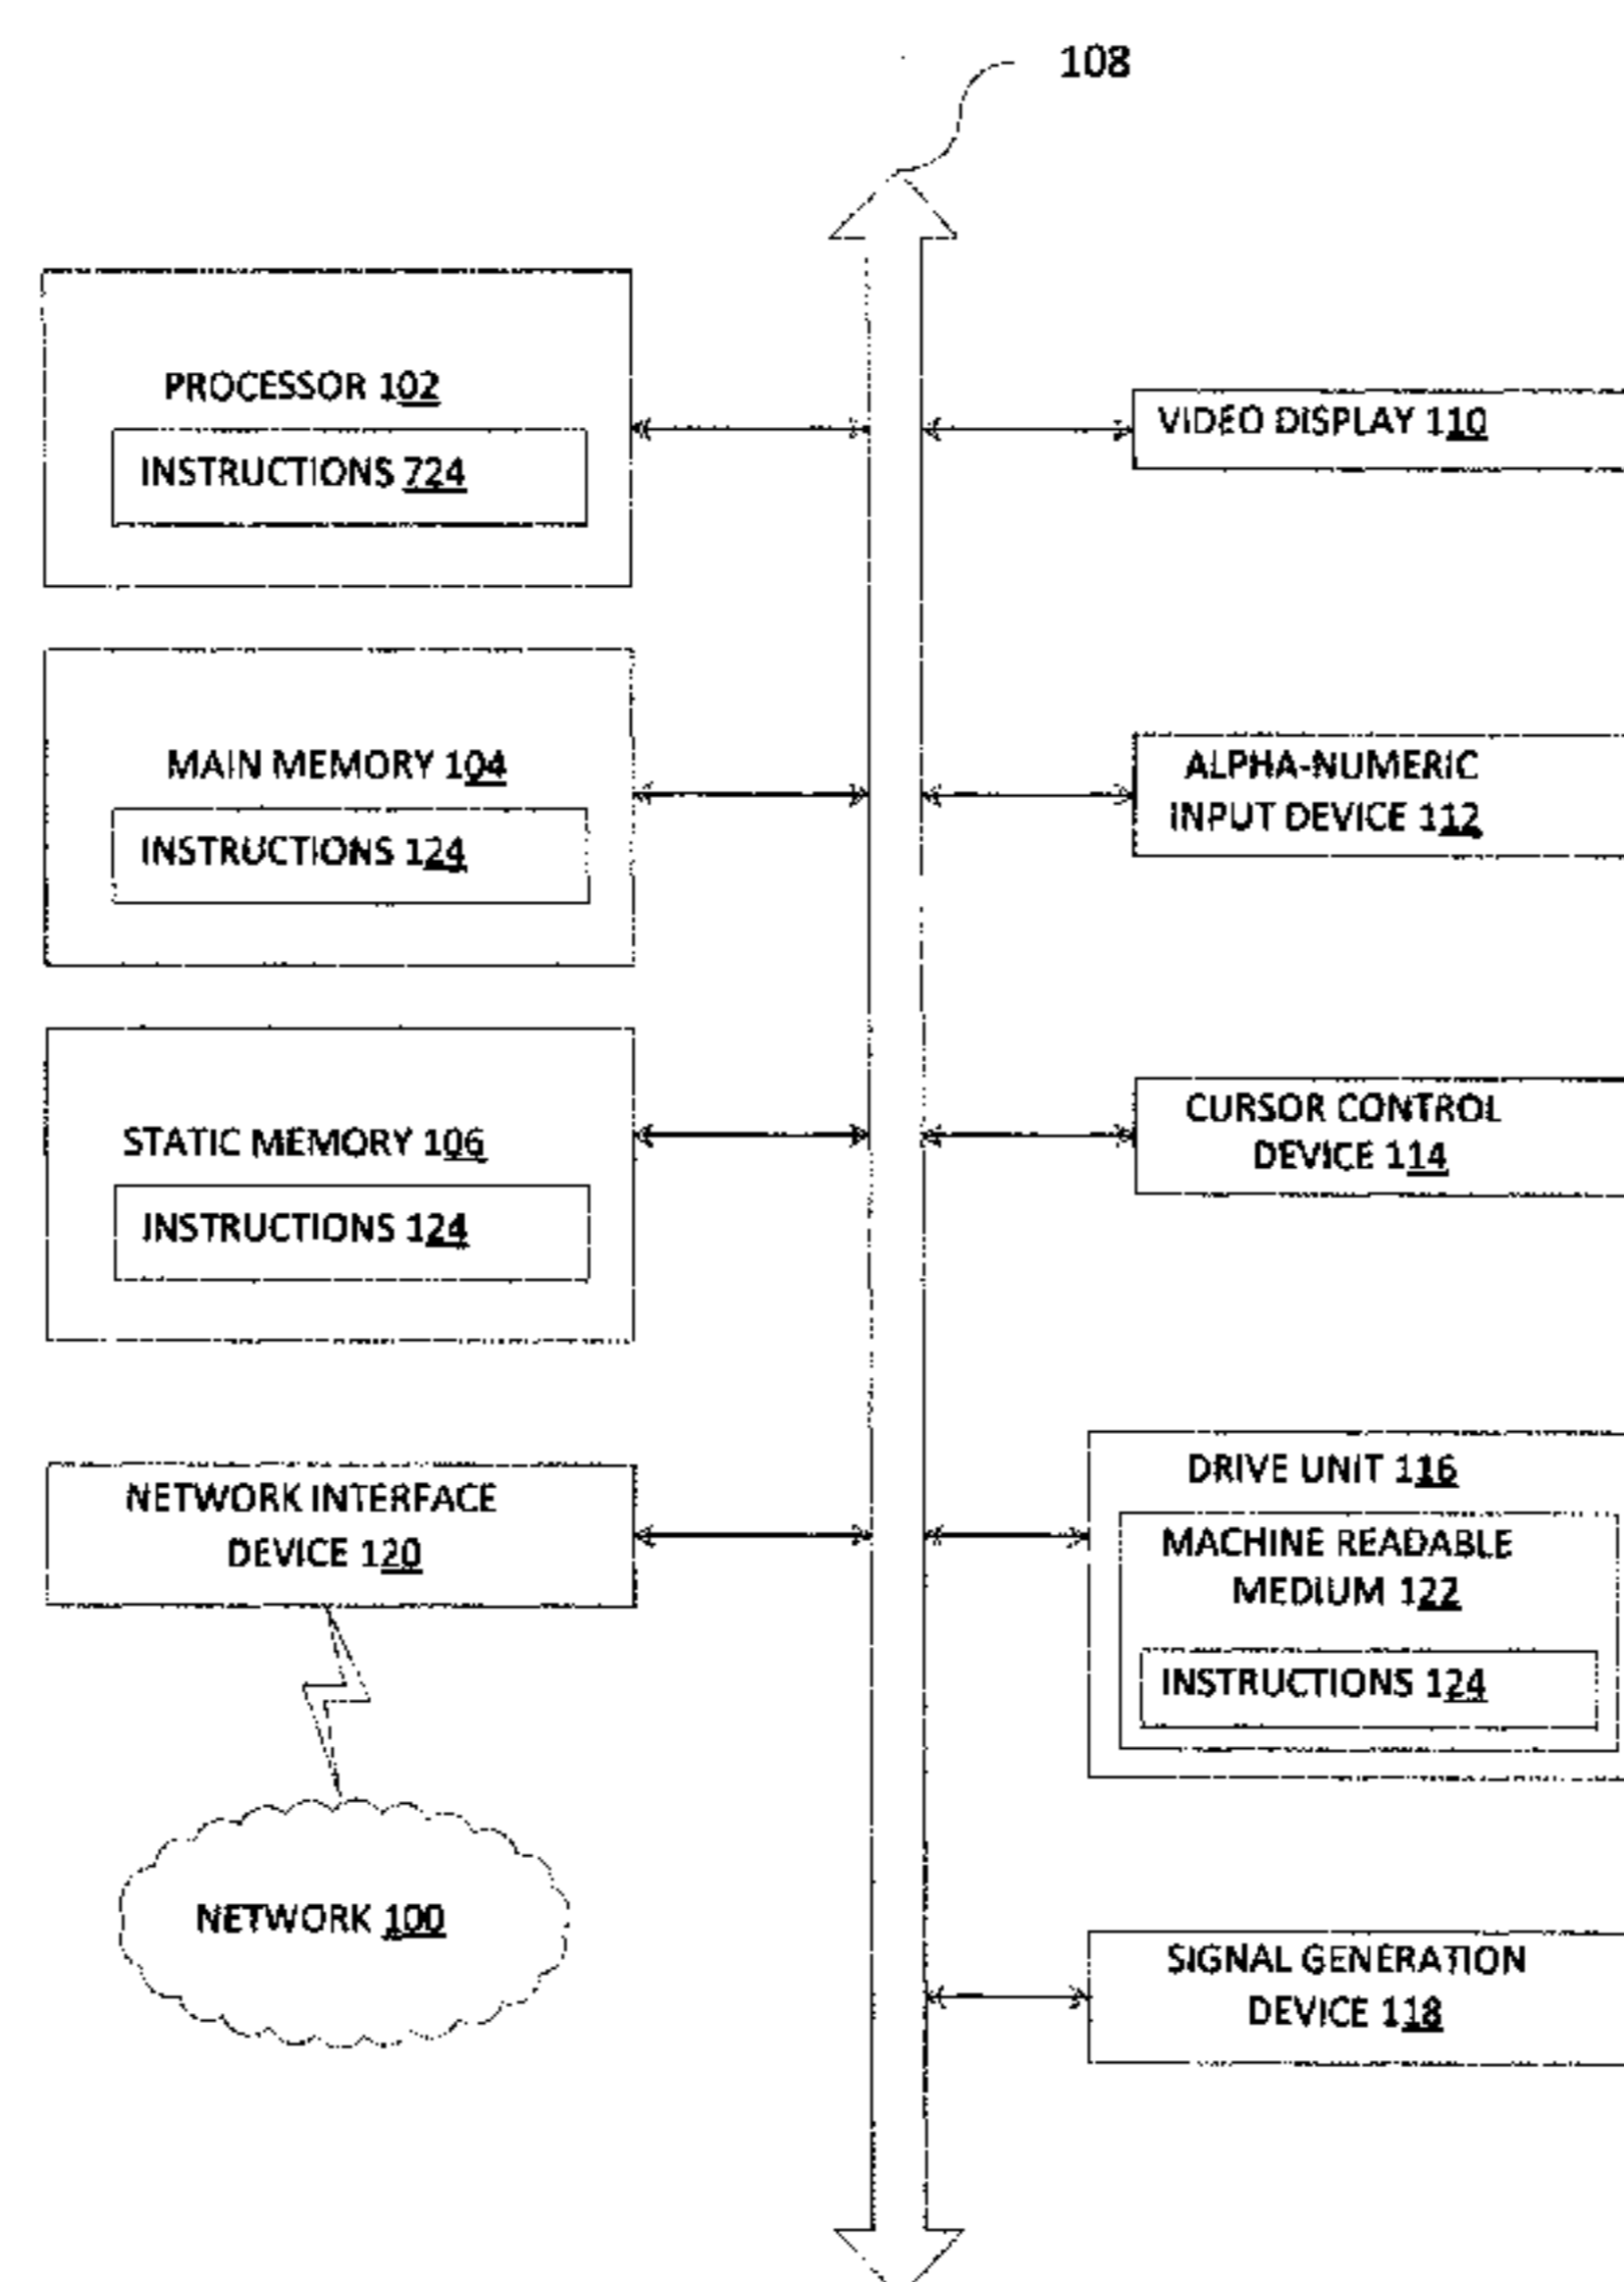 108
PROCESSOR 102
INSTRUCTIONS 724
MAIN MEMORY 104
INSTRUCTIONS 124
STATIC MEMORY 106
INSTRUCTIONS 124
NETWORK INTERFACE
DEVICE 120
NETWORK 100
VIDEO DISPLAY 110
ALPHA-NUMERIC
INPUT DEVICE 112
CURSOR CONTROL
DEVICE 114
DRIVE UNIT 116
MACHINE READABLE
MEDIUM 122
INSTRUCTIONS 124
SIGNAL GENERATION
DEVICE 118